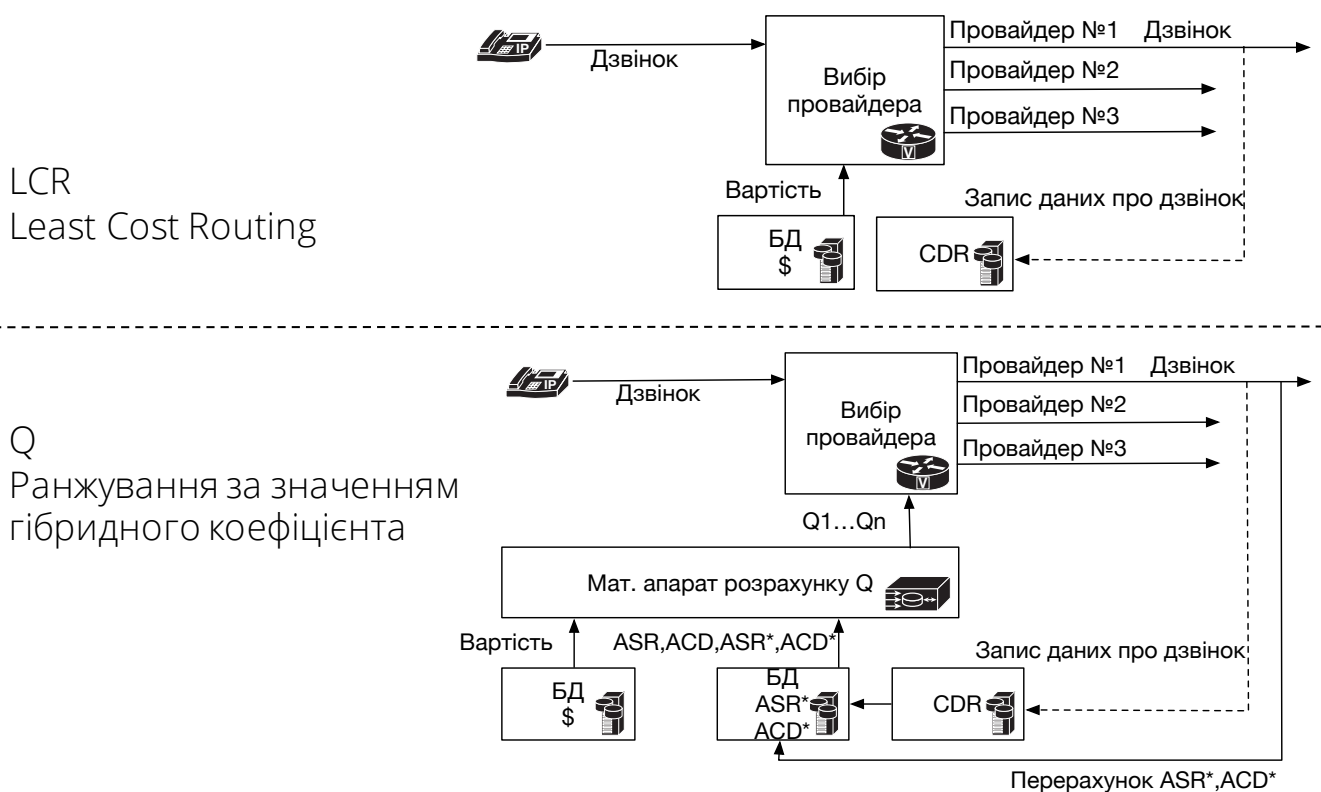 Провайдер №1 Дзвінок
IP
Дзвінок
Вибір
провайдера
Провайдер №2
Провайдер №3
V
LCR
Least Cost Routing
Вартість
Запис даних про дзвінок
БД
$
CDR
Провайдер №1 Дзвінок
IP
Дзвінок
Вибір
провайдера
Провайдер №2
Провайдер №3
V
Q
Ранжування за значенням
гібридного коефіцієнта
Q1...Qn
Мат. апарат розрахунку Q
Вартість
ASR,ACD,ASR*,ACD*
Запис даних про дзвінок
БД
$
БД
ASR*
ACD*
CDR
Перерахунок ASR*,ACD*